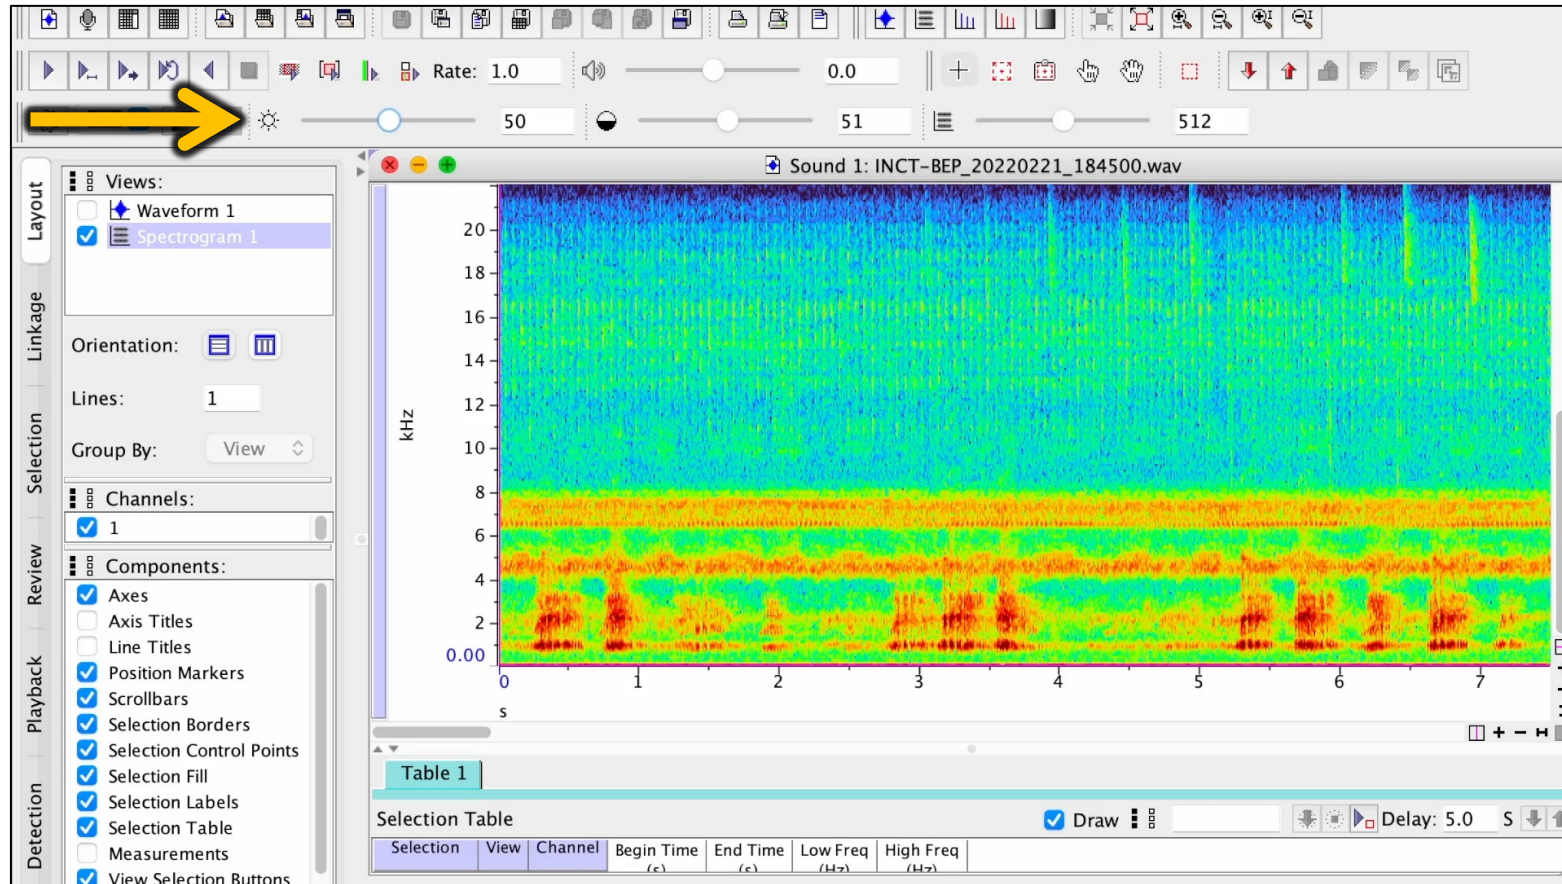 Rate: 1.0 0.0
50 51 512
Layout
Linkage
Selection
Review
Playback
Detection
Views:
Waveform 1
Spectrogram 1
Orientation:
Lines: 1
Group By: View
Channels:
1
Components:
Axes
Axis Titles
Line Titles
Position Markers
Scrollbars
Selection Borders
Selection Control Points
Selection Fill
Selection Labels
Selection Table
Measurements
View Selection Buttons
Sound 1: INCT-BEP_20220221_184500.wav
kHz
20
18
16
14
12
10
8
6
4
2
0.00
0 1 2 3 4 5 6 7
s
Table 1
Selection Table Draw Delay: 5.0 S
Selection View Channel Begin Time End Time Low Freq High Freq
(s) (s) (Hz) (Hz)